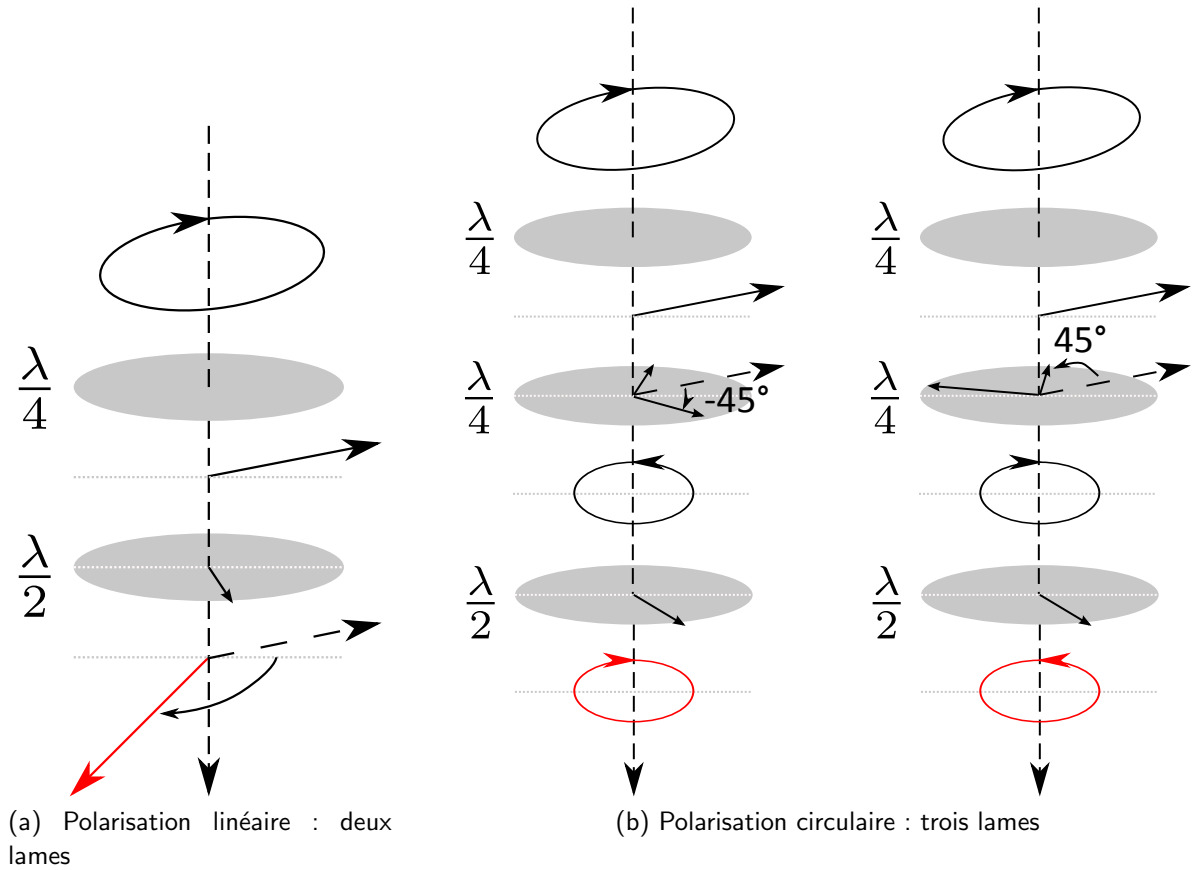 λ/4
λ/2
(a) Polarisation linéaire : deux
lames
λ/4
λ/4
-45°
λ/2
λ/4
45°
λ/4
λ/2
(b) Polarisation circulaire : trois lames